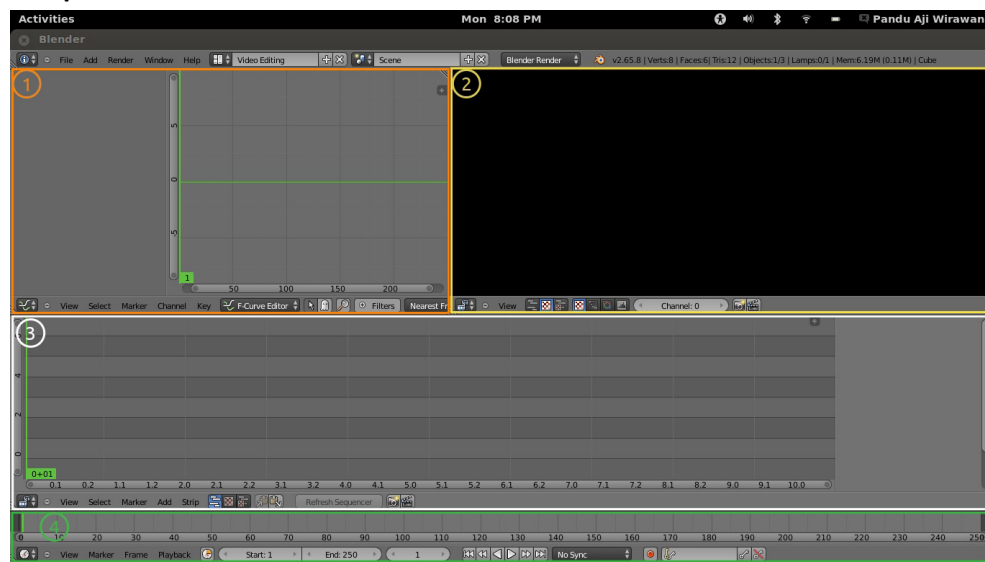 Activities Mon 8:08 PM Pandu Aji Wirawan
Blender
File Add Render Window Help Video Editing Scene Blender Render v2.65.8 | Verts:8 | Faces:6| Tris:12 | Objects:1/3 | Lamps:0/1 | Mem:6.19M (0.11M) | Cube
1
2
5
0
-5
1
50 100 150 200
View Select Marker Channel Key F-Curve Editor Filters Nearest Fr
View Channel: 0
3
4
2
0
0+01
0.1 0.2 1.1 1.2 2.0 2.1 2.2 3.1 3.2 4.0 4.1 5.0 5.1 5.2 6.1 6.2 7.0 7.1 7.2 8.1 8.2 9.0 9.1 10.0
View Select Marker Add Strip Refresh Sequencer
4
0 10 20 30 40 50 60 70 80 90 100 110 120 130 140 150 160 170 180 190 200 210 220 230 240 250
View Marker Frame Playback Start: 1 End: 250 1 No Sync